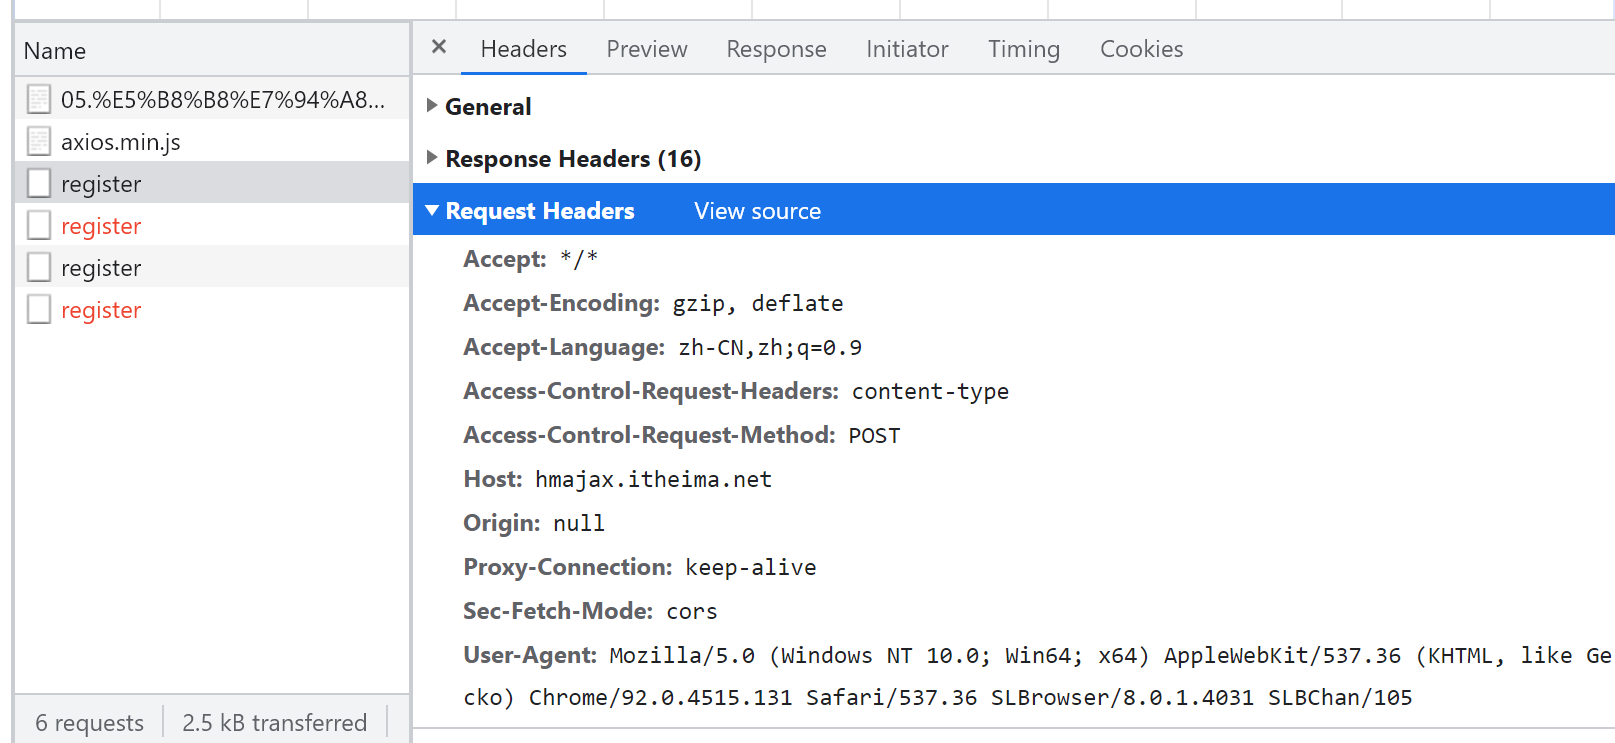 Name
05.%E5%B8%B8%E7%94%A8...
axios.min.js
register
register
register
register
6 requests
2.5 kB transferred
Headers
Preview
Response
Initiator
Timing
Cookies
General
Response Headers (16)
Request Headers View source
Accept: */*
Accept-Encoding: gzip, deflate
Accept-Language: zh-CN,zh;q=0.9
Access-Control-Request-Headers: content-type
Access-Control-Request-Method: POST
Host: hmajax.itheima.net
Origin: null
Proxy-Connection: keep-alive
Sec-Fetch-Mode: cors
User-Agent: Mozilla/5.0 (Windows NT 10.0; Win64; x64) AppleWebKit/537.36 (KHTML, like Ge
cko) Chrome/92.0.4515.131 Safari/537.36 SLBrowser/8.0.1.4031 SLBChan/105